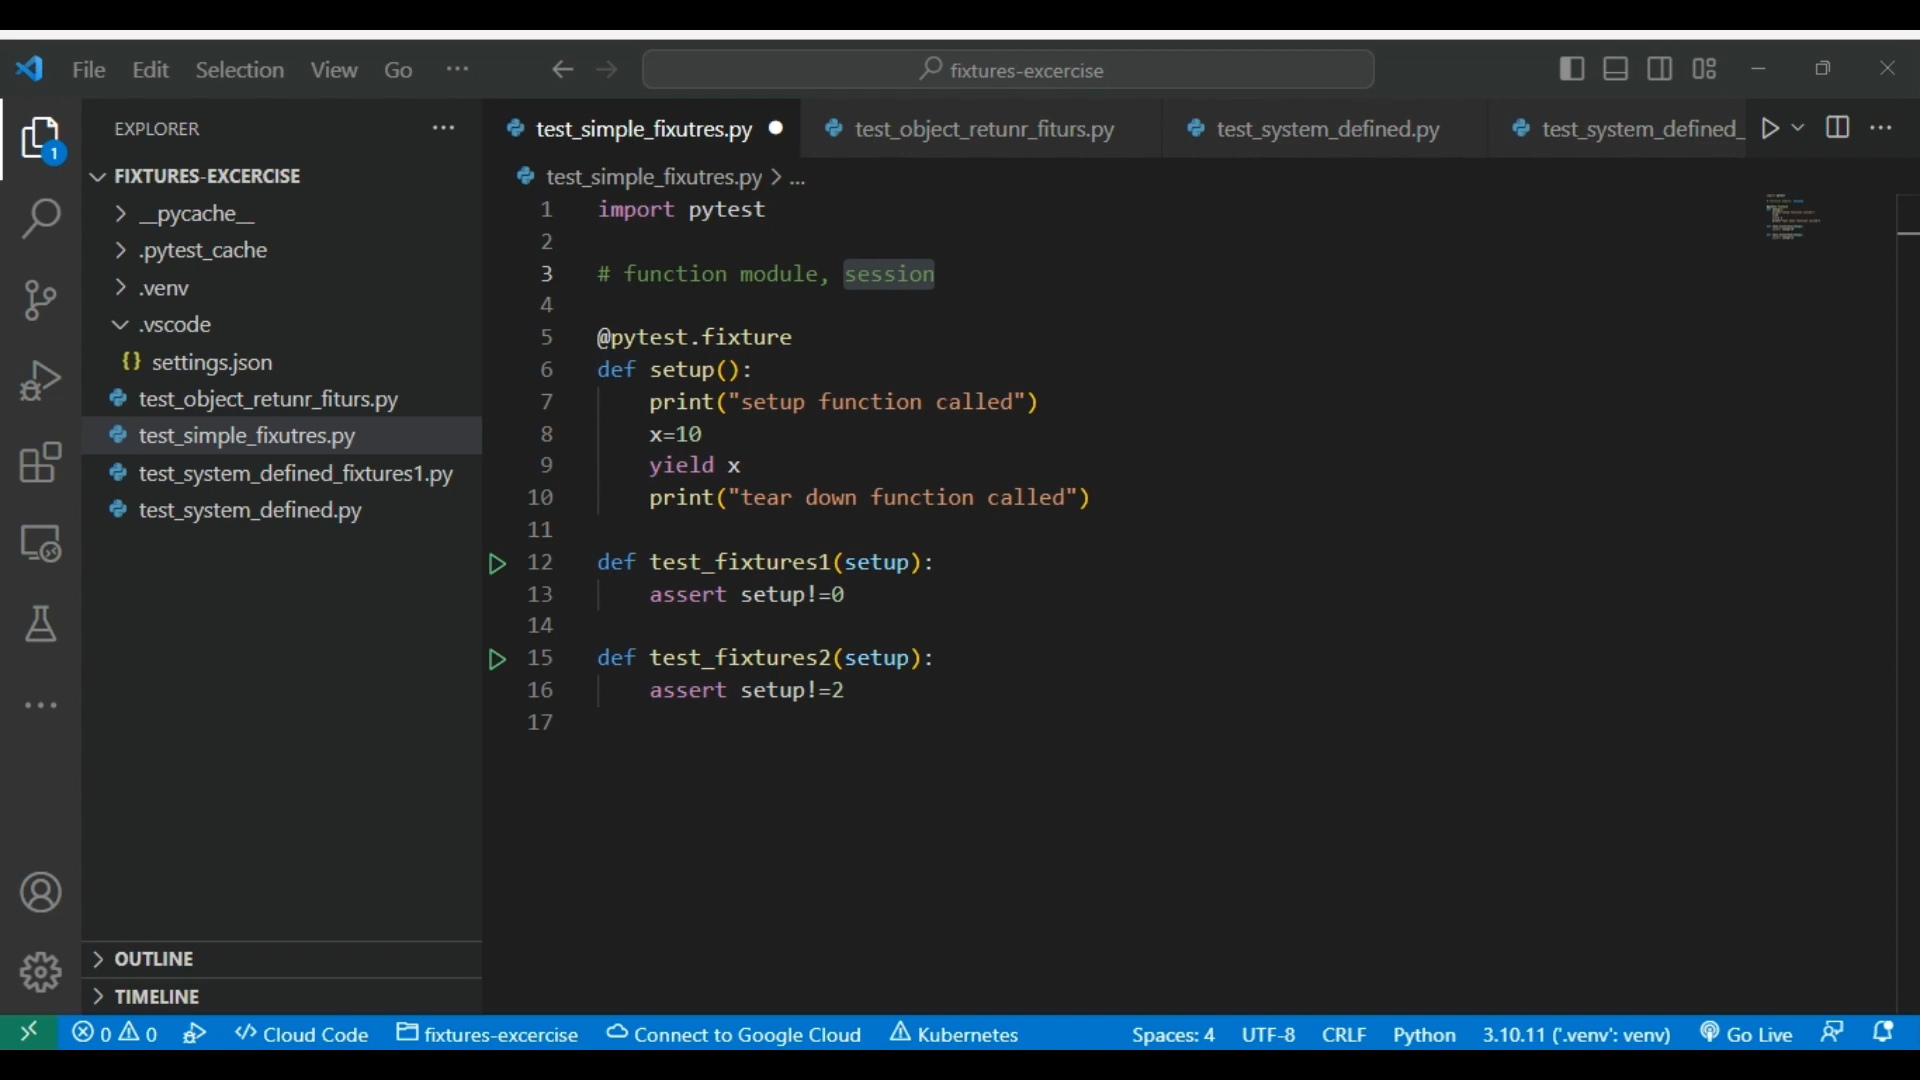 File Edit Selection View Go ···
fixtures-excercise
EXPLORER ···
FIXTURES-EXCERCISE
__pycache__
.pytest_cache
.venv
.vscode
{} settings.json
test_object_retunr_fiturs.py
test_simple_fixutres.py
test_system_defined_fixtures1.py
test_system_defined.py
OUTLINE
TIMELINE
1
test_simple_fixutres.py test_object_retunr_fiturs.py test_system_defined.py test_system_defined_
test_simple_fixutres.py > ...
1 import pytest
2
3 # function module, session
4
5 @pytest.fixture
6 def setup():
7 print("setup function called")
8 x=10
9 yield x
10 print("tear down function called")
11
12 def test_fixtures1(setup):
13 assert setup!=0
14
15 def test_fixtures2(setup):
16 assert setup!=2
17
0 0 Cloud Code fixtures-excercise Connect to Google Cloud Kubernetes Spaces: 4 UTF-8 CRLF Python 3.10.11 ('.venv': venv) Go Live